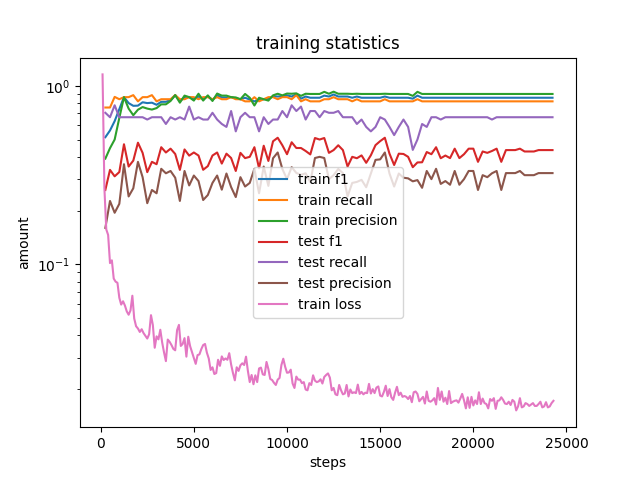 training statistics
amount
10⁰
10⁻¹
train f1
train recall
train precision
test f1
test recall
test precision
train loss
0 5000 10000 15000 20000 25000
steps